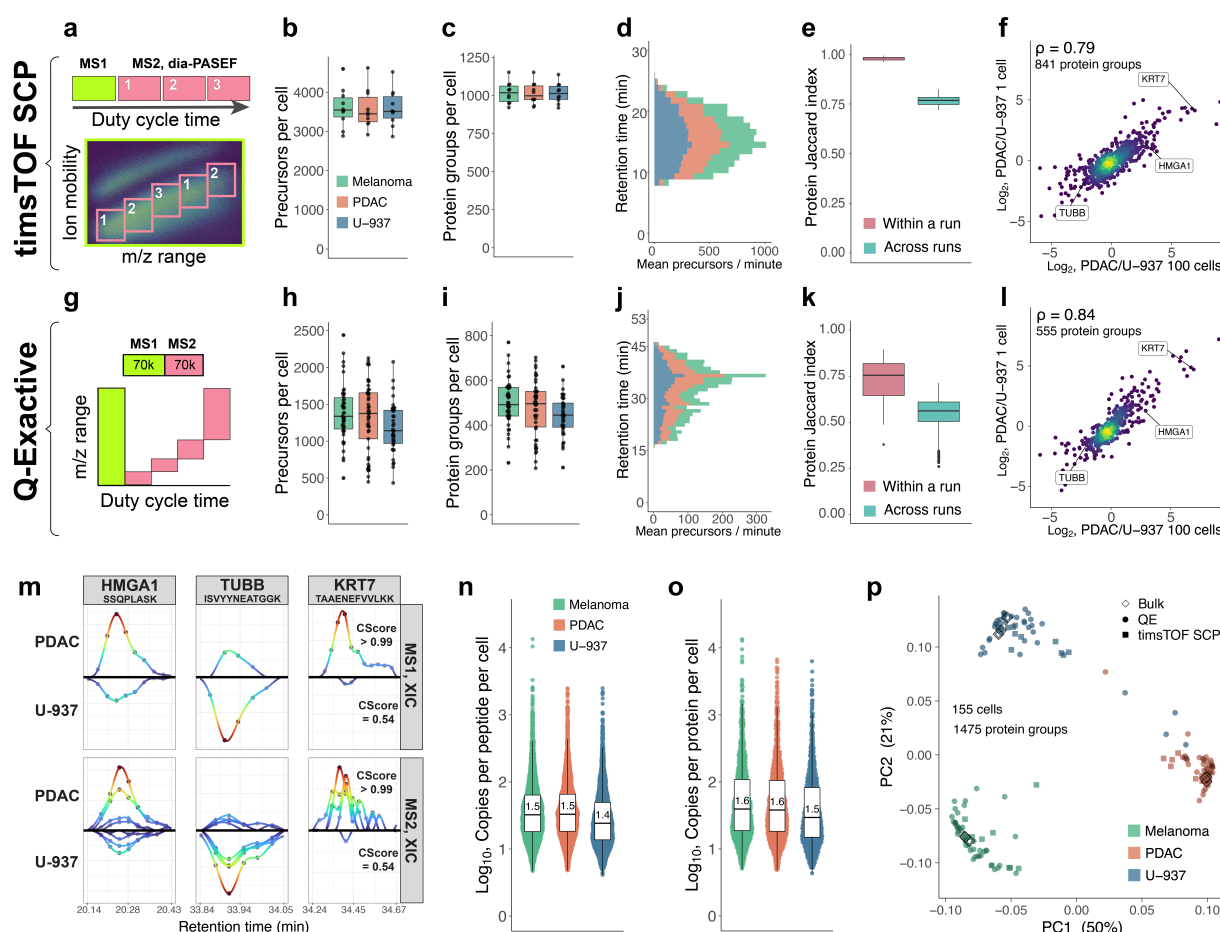 timsTOF SCP
a
MS1
MS2, dia-PASEF
1
2
3
Duty cycle time
Ion mobility
1
2
3
1
2
m/z range
b
Precursors per cell
4000
3000
2000
1000
0
Melanoma
PDAC
U−937
c
Protein groups per cell
1250
1000
750
500
250
0
d
Retention time (min)
30
20
10
0
0
500
1000
Mean precursors / minute
e
Protein Jaccard index
1.00
0.75
0.50
0.25
0.00
Within a run
Across runs
f
ρ = 0.79
841 protein groups
KRT7
HMGA1
TUBB
Log2, PDAC/U−937 1 cell
5
0
−5
−5
0
5
Log2, PDAC/U−937 100 cells
Q-Exactive
g
MS1 MS2
70k 70k
m/z range
Duty cycle time
h
Precursors per cell
2500
2000
1500
1000
500
0
i
Protein groups per cell
800
600
400
200
0
j
Retention time (min)
53
45
30
15
0
0 100 200 300
Mean precursors / minute
k
Protein Jaccard index
1.00
0.75
0.50
0.25
0.00
Within a run
Across runs
l
ρ = 0.84
555 protein groups
KRT7
HMGA1
TUBB
Log2, PDAC/U−937 1 cell
5
0
−5
−5
0
5
Log2, PDAC/U−937 100 cells
m
HMGA1
SSQPLASK
TUBB
ISVYYNEATGGK
KRT7
TAAENEFVVLKK
PDAC
U-937
CScore
> 0.99
CScore
= 0.54
MS1, XIC
PDAC
U-937
CScore
> 0.99
CScore
= 0.54
MS2, XIC
20.14 20.28 20.43
33.84 33.94 34.05
34.24 34.45 34.67
Retention time (min)
n
Log10, Copies per peptide per cell
4
3
2
1
0
Melanoma
PDAC
U−937
1.5
1.5
1.4
o
Log10, Copies per protein per cell
4
3
2
1
0
1.6
1.6
1.5
p
Bulk
QE
timsTOF SCP
155 cells
1475 protein groups
PC2 (21%)
0.10
0.05
0.00
−0.05
−0.10
Melanoma
PDAC
U−937
−0.10 −0.05 0.00 0.05 0.10
PC1 (50%)